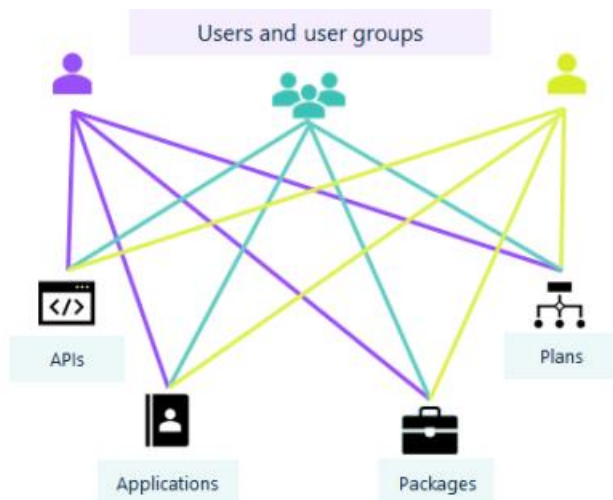 Users and user groups
</>
APIs
Plans
Applications
Packages